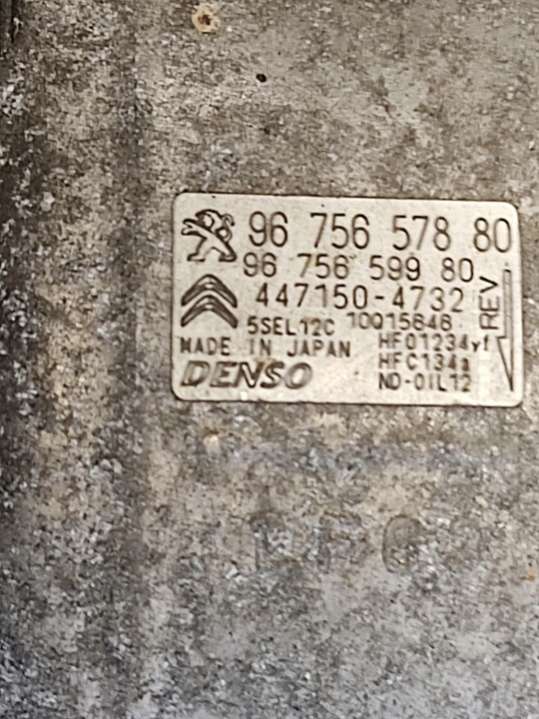 96 756 578 80
96 756 599 80
447150-4732
5SEL12C 10Q15646
MADE IN JAPAN
HFO1234yf
HFC134a
DENSO
ND-OIL12
REV